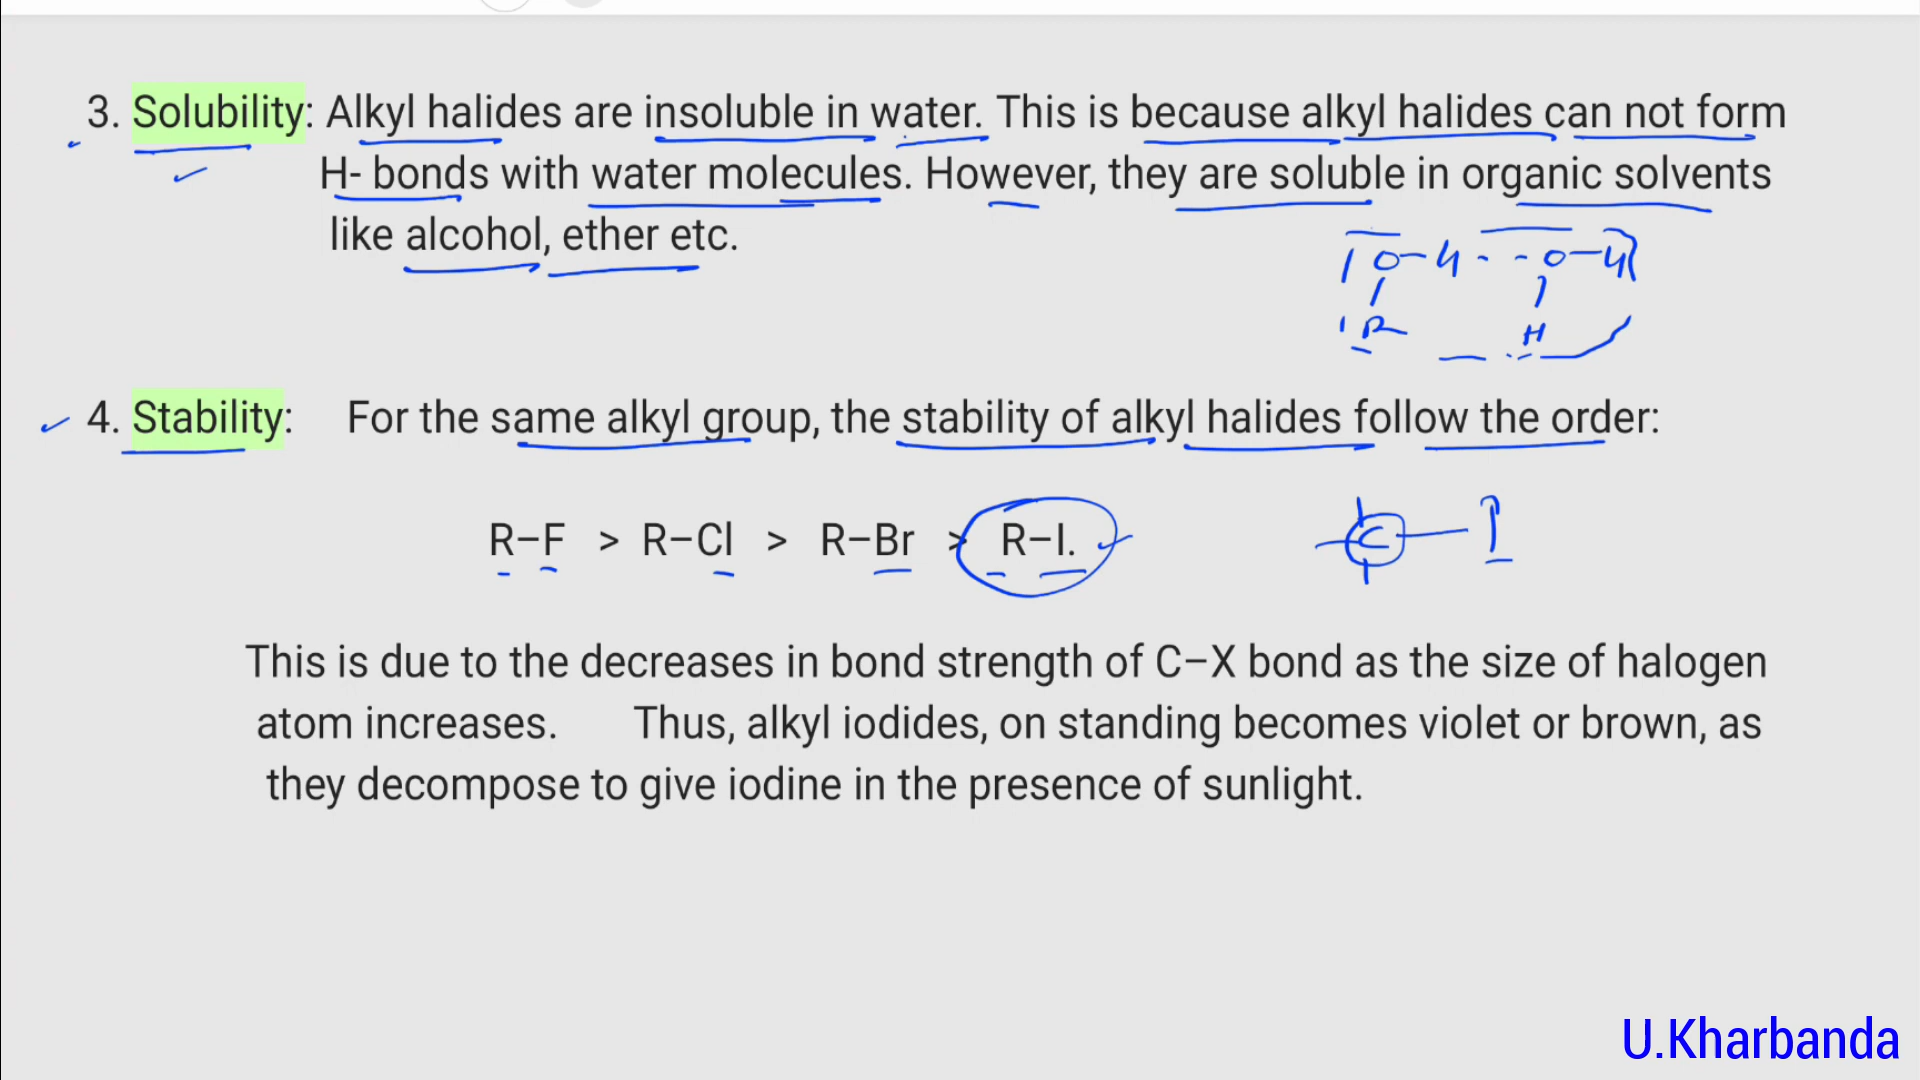 3. Solubility: Alkyl halides are insoluble in water. This is because alkyl halides can not form
H- bonds with water molecules. However, they are soluble in organic solvents
like alcohol, ether etc.
O-H---O-H
R H
4. Stability: For the same alkyl group, the stability of alkyl halides follow the order:
R–F > R–Cl > R–Br > R–I. C—I
This is due to the decreases in bond strength of C–X bond as the size of halogen
atom increases. Thus, alkyl iodides, on standing becomes violet or brown, as
they decompose to give iodine in the presence of sunlight.
U.Kharbanda